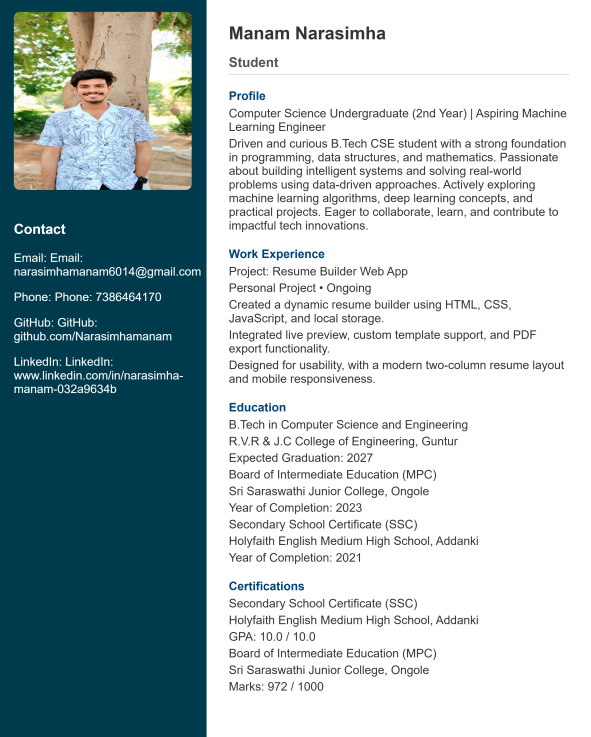 Manam Narasimha
Student
Contact
Email: Email:
narasimhamanam6014@gmail.com
Phone: Phone: 7386464170
GitHub: GitHub:
github.com/Narasimhamanam
LinkedIn: LinkedIn:
www.linkedin.com/in/narasimha-
manam-032a9634b
Profile
Computer Science Undergraduate (2nd Year) | Aspiring Machine
Learning Engineer
Driven and curious B.Tech CSE student with a strong foundation
in programming, data structures, and mathematics. Passionate
about building intelligent systems and solving real-world
problems using data-driven approaches. Actively exploring
machine learning algorithms, deep learning concepts, and
practical projects. Eager to collaborate, learn, and contribute to
impactful tech innovations.
Work Experience
Project: Resume Builder Web App
Personal Project • Ongoing
Created a dynamic resume builder using HTML, CSS,
JavaScript, and local storage.
Integrated live preview, custom template support, and PDF
export functionality.
Designed for usability, with a modern two-column resume layout
and mobile responsiveness.
Education
B.Tech in Computer Science and Engineering
R.V.R & J.C College of Engineering, Guntur
Expected Graduation: 2027
Board of Intermediate Education (MPC)
Sri Saraswathi Junior College, Ongole
Year of Completion: 2023
Secondary School Certificate (SSC)
Holyfaith English Medium High School, Addanki
Year of Completion: 2021
Certifications
Secondary School Certificate (SSC)
Holyfaith English Medium High School, Addanki
GPA: 10.0 / 10.0
Board of Intermediate Education (MPC)
Sri Saraswathi Junior College, Ongole
Marks: 972 / 1000